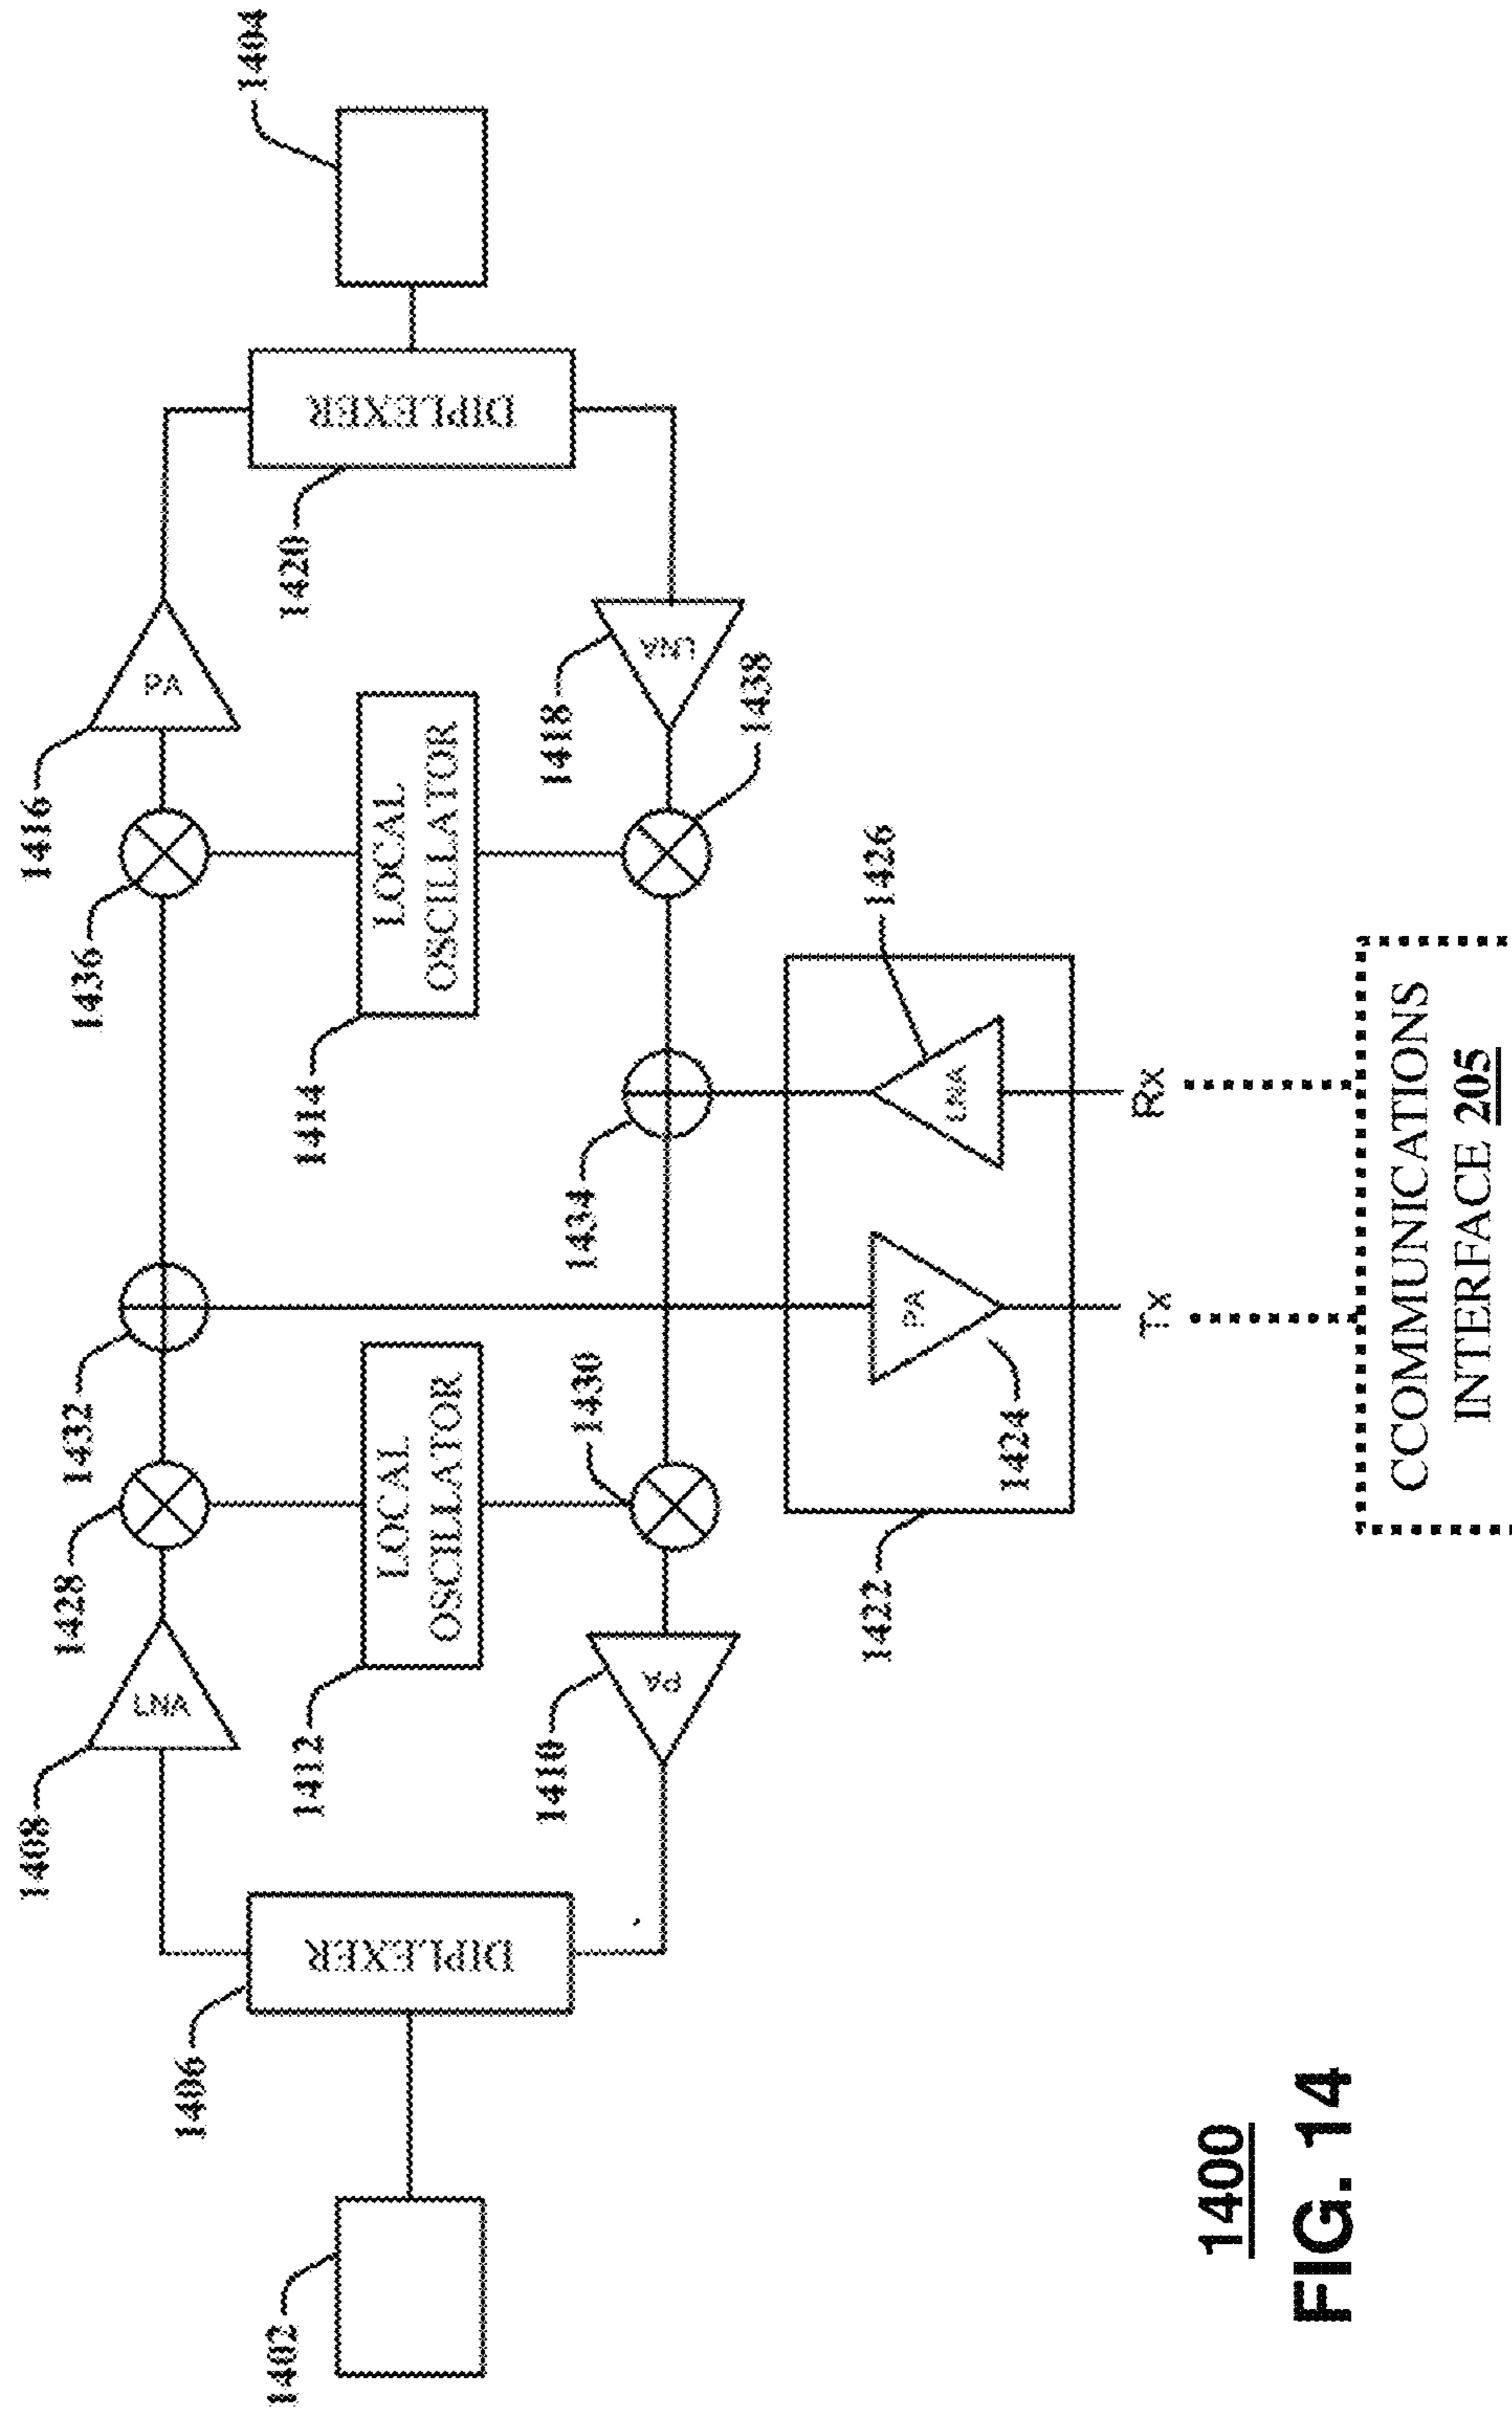 1404
1420
DIPLEXER
1416
PA
1418
LNA
1438
1436
LOCAL
OSCILLATOR
1414
1426
LNA
Rx
1434
1432
1430
PA
Tx
1424
1422
CCOMMUNICATIONS
INTERFACE 205
1428
LOCAL
OSCILLATOR
1412
1408
LNA
1410
PA
1406
DIPLEXER
1402
1400
FIG. 14